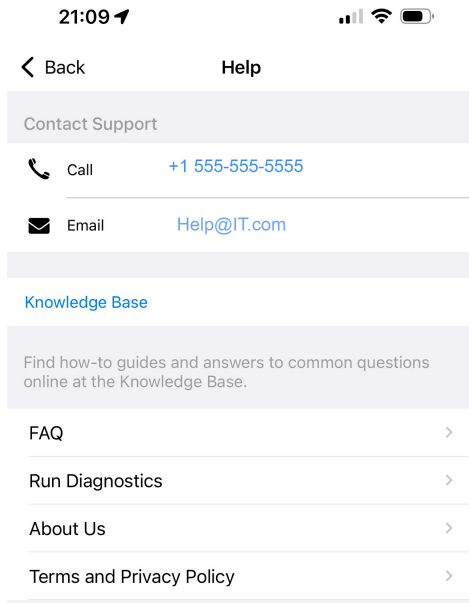 21:09
Back
Help
Contact Support
Call
+1 555-555-5555
Email
Help@IT.com
Knowledge Base
Find how-to guides and answers to common questions
online at the Knowledge Base.
FAQ
Run Diagnostics
About Us
Terms and Privacy Policy